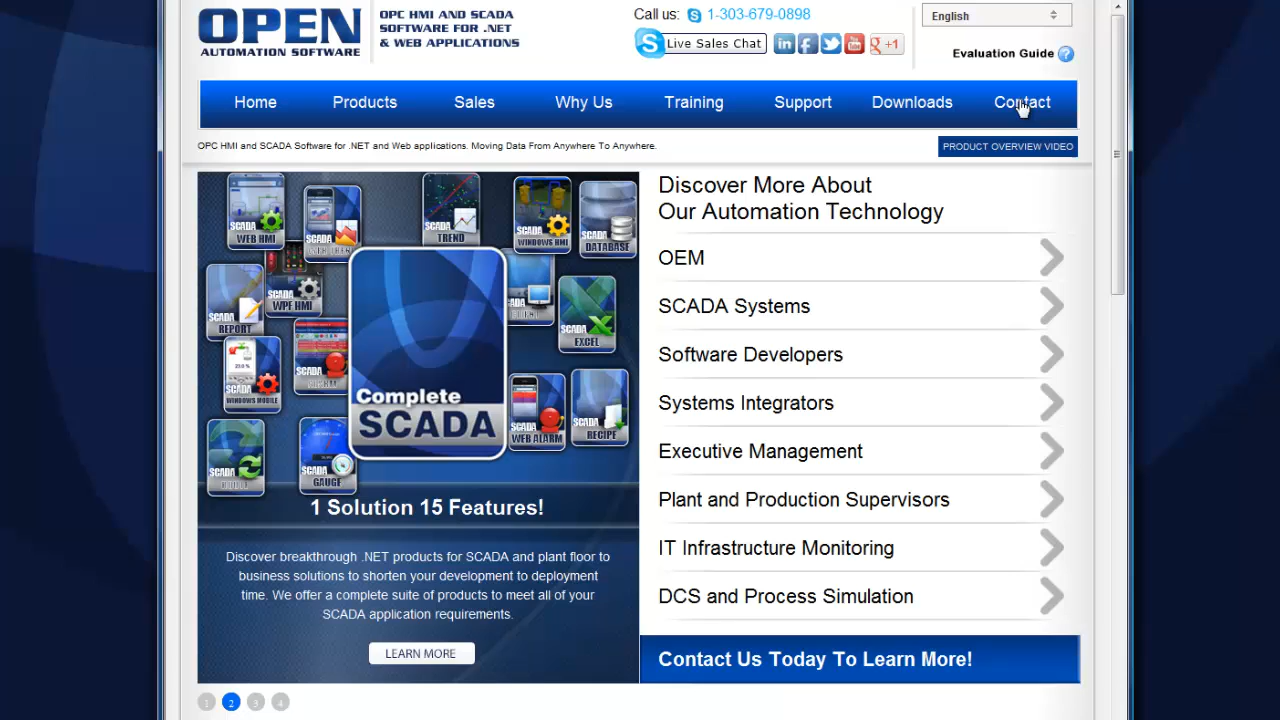 OPEN
AUTOMATION SOFTWARE
OPC HMI AND SCADA
SOFTWARE FOR .NET
& WEB APPLICATIONS
Call us: 1-303-679-0898
Live Sales Chat
+1
English
Evaluation Guide ?
Home Products Sales Why Us Training Support Downloads Contact
OPC HMI and SCADA Software for .NET and Web applications. Moving Data From Anywhere To Anywhere.
PRODUCT OVERVIEW VIDEO
SCADA
WEB HMI
SCADA
SCADA
TREND
SCADA
WINDOWS HMI
SCADA
DATABASE
SCADA
REPORT
SCADA
WPF HMI
SCADA
EXCEL
SCADA
WINDOWS MOBILE
SCADA
WEB ALARM
SCADA
RECIPE
SCADA
SCADA
GAUGE
Complete
SCADA
1 Solution 15 Features!
Discover breakthrough .NET products for SCADA and plant floor to
business solutions to shorten your development to deployment
time. We offer a complete suite of products to meet all of your
SCADA application requirements.
LEARN MORE
1 2 3 4
Discover More About
Our Automation Technology
OEM
SCADA Systems
Software Developers
Systems Integrators
Executive Management
Plant and Production Supervisors
IT Infrastructure Monitoring
DCS and Process Simulation
Contact Us Today To Learn More!